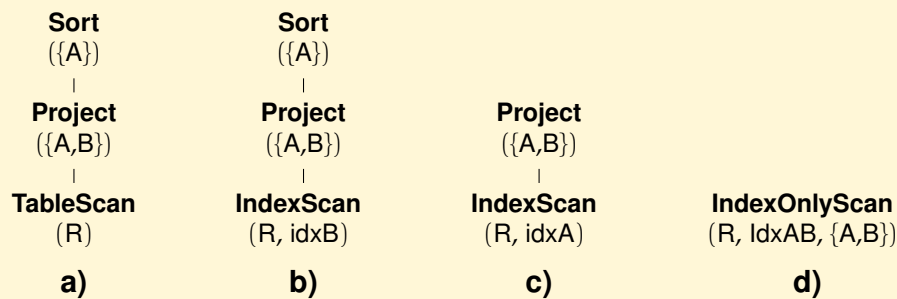 Sort Sort
({A}) ({A})
Project Project Project
({A,B}) ({A,B}) ({A,B})
TableScan IndexScan IndexScan IndexOnlyScan
(R) (R, idxB) (R, idxA) (R, IdxAB, {A,B})
a) b) c) d)